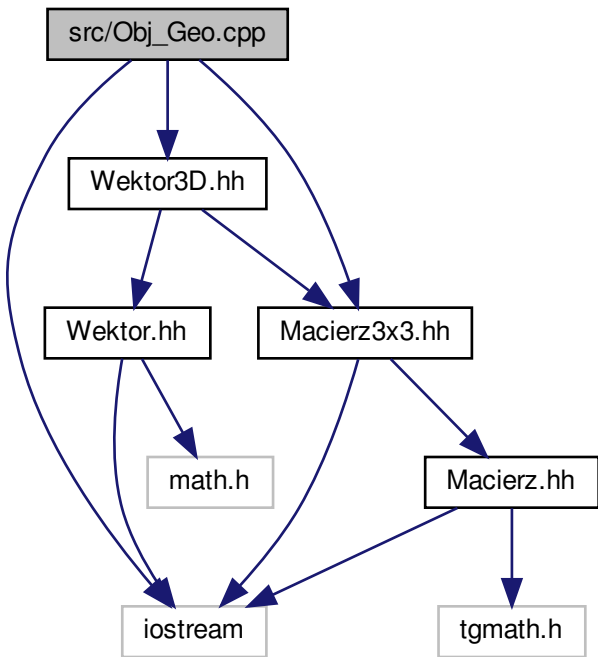 src/Obj_Geo.cpp
Wektor3D.hh
Wektor.hh
Macierz3x3.hh
math.h
Macierz.hh
iostream
tgmath.h